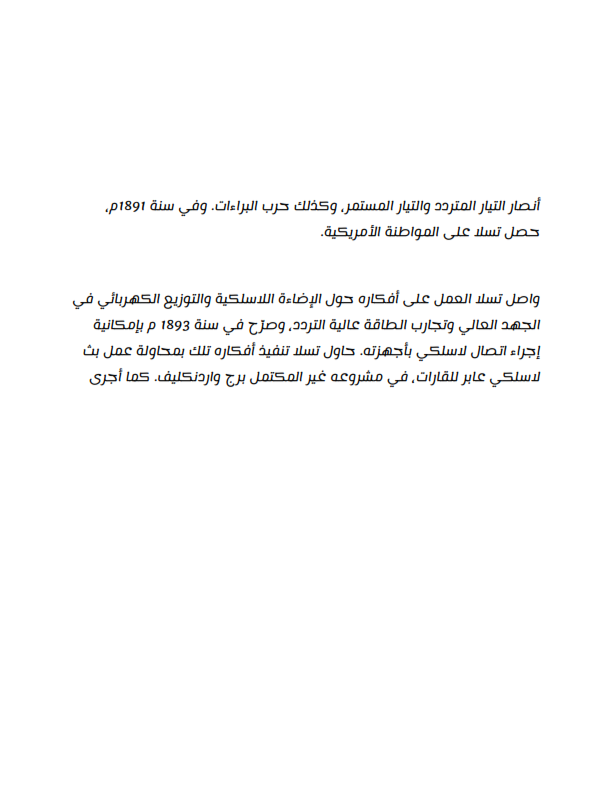 أنصار التيار المتردد والتيار المستمر، وكذلك حرب البراءات. وفي سنة 1891م،
حصل تسلا على المواطنة الأمريكية.
واصل تسلا العمل على أفكاره حول الإضاءة اللاسلكية والتوزيع الكهربائي في
الجهد العالي وتجارب الطاقة عالية التردد، وصرّح في سنة 1893 م بإمكانية
إجراء اتصال لاسلكي بأجهزته. حاول تسلا تنفيذ أفكاره تلك بمحاولة عمل بث
لاسلكي عابر للقارات، في مشروعه غير المكتمل برج واردنكليف. كما أجرى